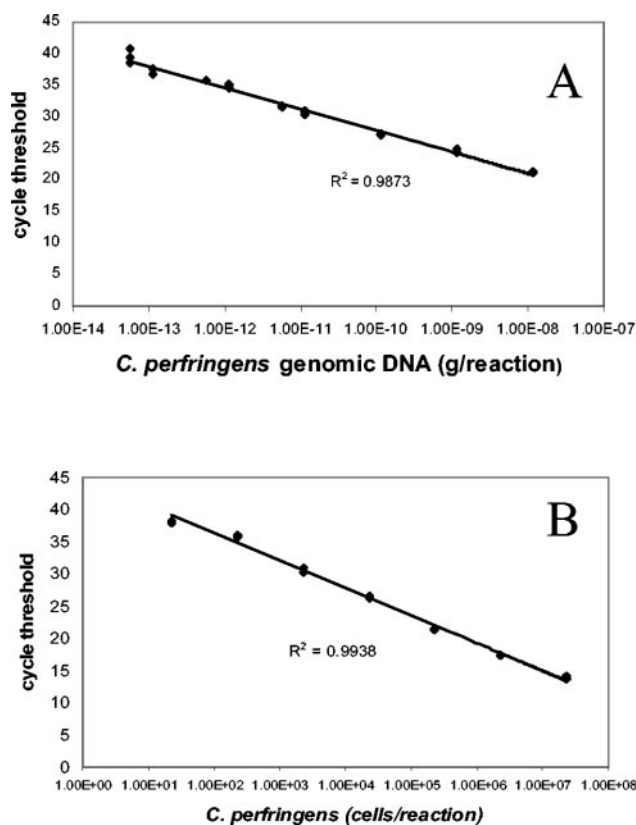 A
45
40
35
30
25
20
15
10
5
0
cycle threshold
R² = 0.9873
1.00E-14 1.00E-13 1.00E-12 1.00E-11 1.00E-10 1.00E-09 1.00E-08 1.00E-07
C. perfringens genomic DNA (g/reaction)
B
45
40
35
30
25
20
15
10
5
0
cycle threshold
R² = 0.9938
1.00E+00 1.00E+01 1.00E+02 1.00E+03 1.00E+04 1.00E+05 1.00E+06 1.00E+07 1.00E+08
C. perfringens (cells/reaction)